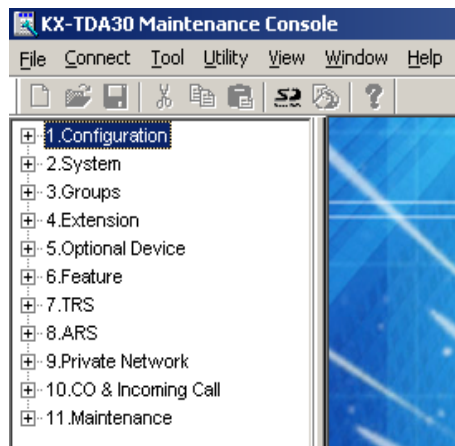 KX-TDA30 Maintenance Console
File Connect Tool Utility View Window Help
1.Configuration
2.System
3.Groups
4.Extension
5.Optional Device
6.Feature
7.TRS
8.ARS
9.Private Network
10.CO & Incoming Call
11.Maintenance